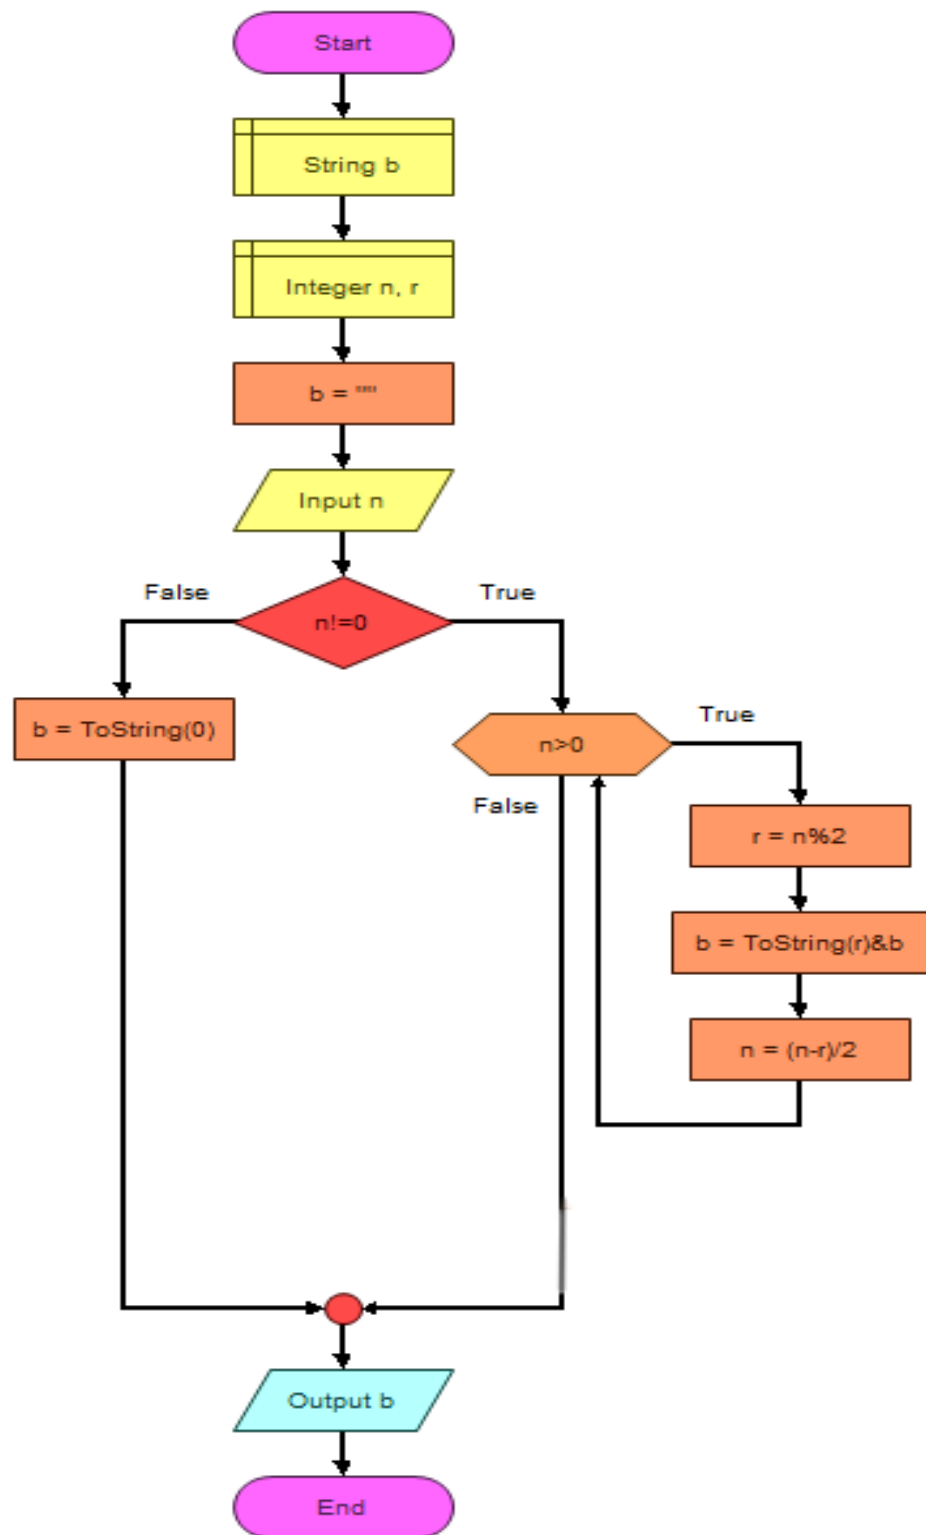 Start
String b
Integer n, r
b = ""
Input n
False
True
n!=0
b = ToString(0)
n>0
True
False
r = n%2
b = ToString(r)&b
n = (n-r)/2
Output b
End